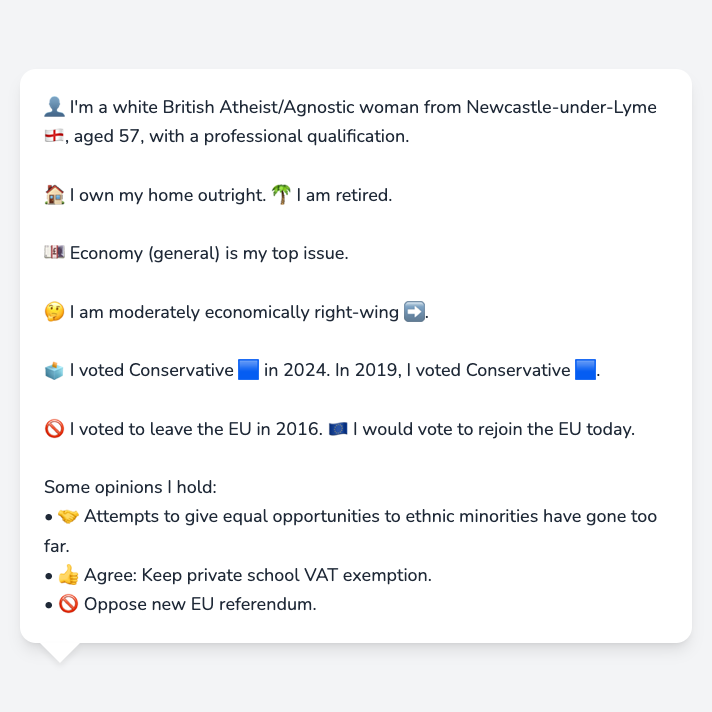 👤 I'm a white British Atheist/Agnostic woman from Newcastle-under-Lyme
🏴󠁧󠁢󠁥󠁮󠁧󠁿, aged 57, with a professional qualification.
🏠 I own my home outright. 🌴 I am retired.
💷 Economy (general) is my top issue.
🤔 I am moderately economically right-wing ➡️.
🗳️ I voted Conservative 🟦 in 2024. In 2019, I voted Conservative 🟦.
🚫 I voted to leave the EU in 2016. 🇪🇺 I would vote to rejoin the EU today.
Some opinions I hold:
• 🤝 Attempts to give equal opportunities to ethnic minorities have gone too
far.
• 👍 Agree: Keep private school VAT exemption.
• 🚫 Oppose new EU referendum.